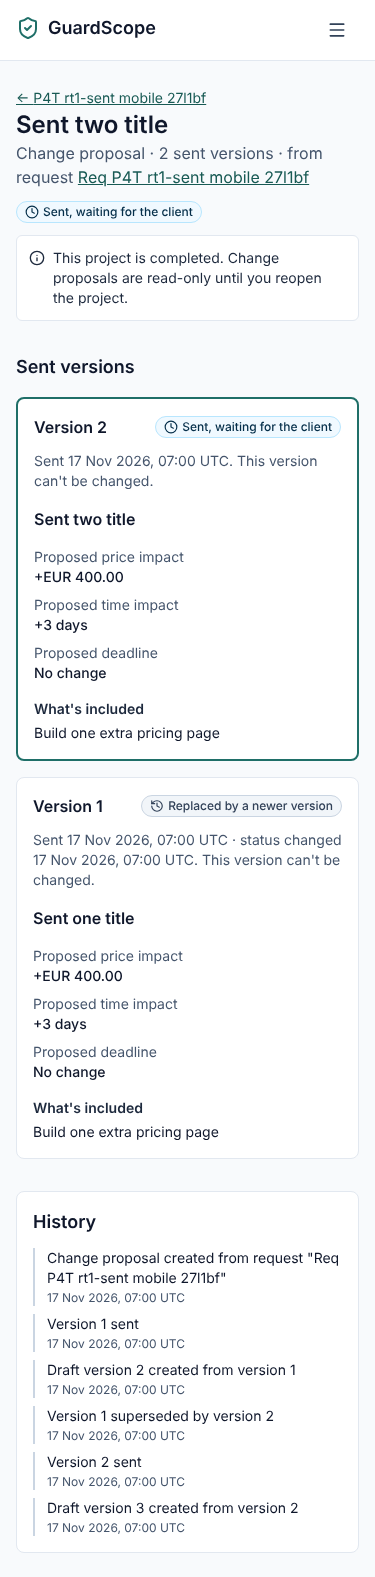 GuardScope
← P4T rt1-sent mobile 27l1bf
Sent two title
Change proposal · 2 sent versions · from
request Req P4T rt1-sent mobile 27l1bf
Sent, waiting for the client
This project is completed. Change
proposals are read-only until you reopen
the project.
Sent versions
Version 2
Sent, waiting for the client
Sent 17 Nov 2026, 07:00 UTC. This version
can't be changed.
Sent two title
Proposed price impact
+EUR 400.00
Proposed time impact
+3 days
Proposed deadline
No change
What's included
Build one extra pricing page
Version 1
Replaced by a newer version
Sent 17 Nov 2026, 07:00 UTC · status changed
17 Nov 2026, 07:00 UTC. This version can't be
changed.
Sent one title
Proposed price impact
+EUR 400.00
Proposed time impact
+3 days
Proposed deadline
No change
What's included
Build one extra pricing page
History
Change proposal created from request "Req
P4T rt1-sent mobile 27l1bf"
17 Nov 2026, 07:00 UTC
Version 1 sent
17 Nov 2026, 07:00 UTC
Draft version 2 created from version 1
17 Nov 2026, 07:00 UTC
Version 1 superseded by version 2
17 Nov 2026, 07:00 UTC
Version 2 sent
17 Nov 2026, 07:00 UTC
Draft version 3 created from version 2
17 Nov 2026, 07:00 UTC